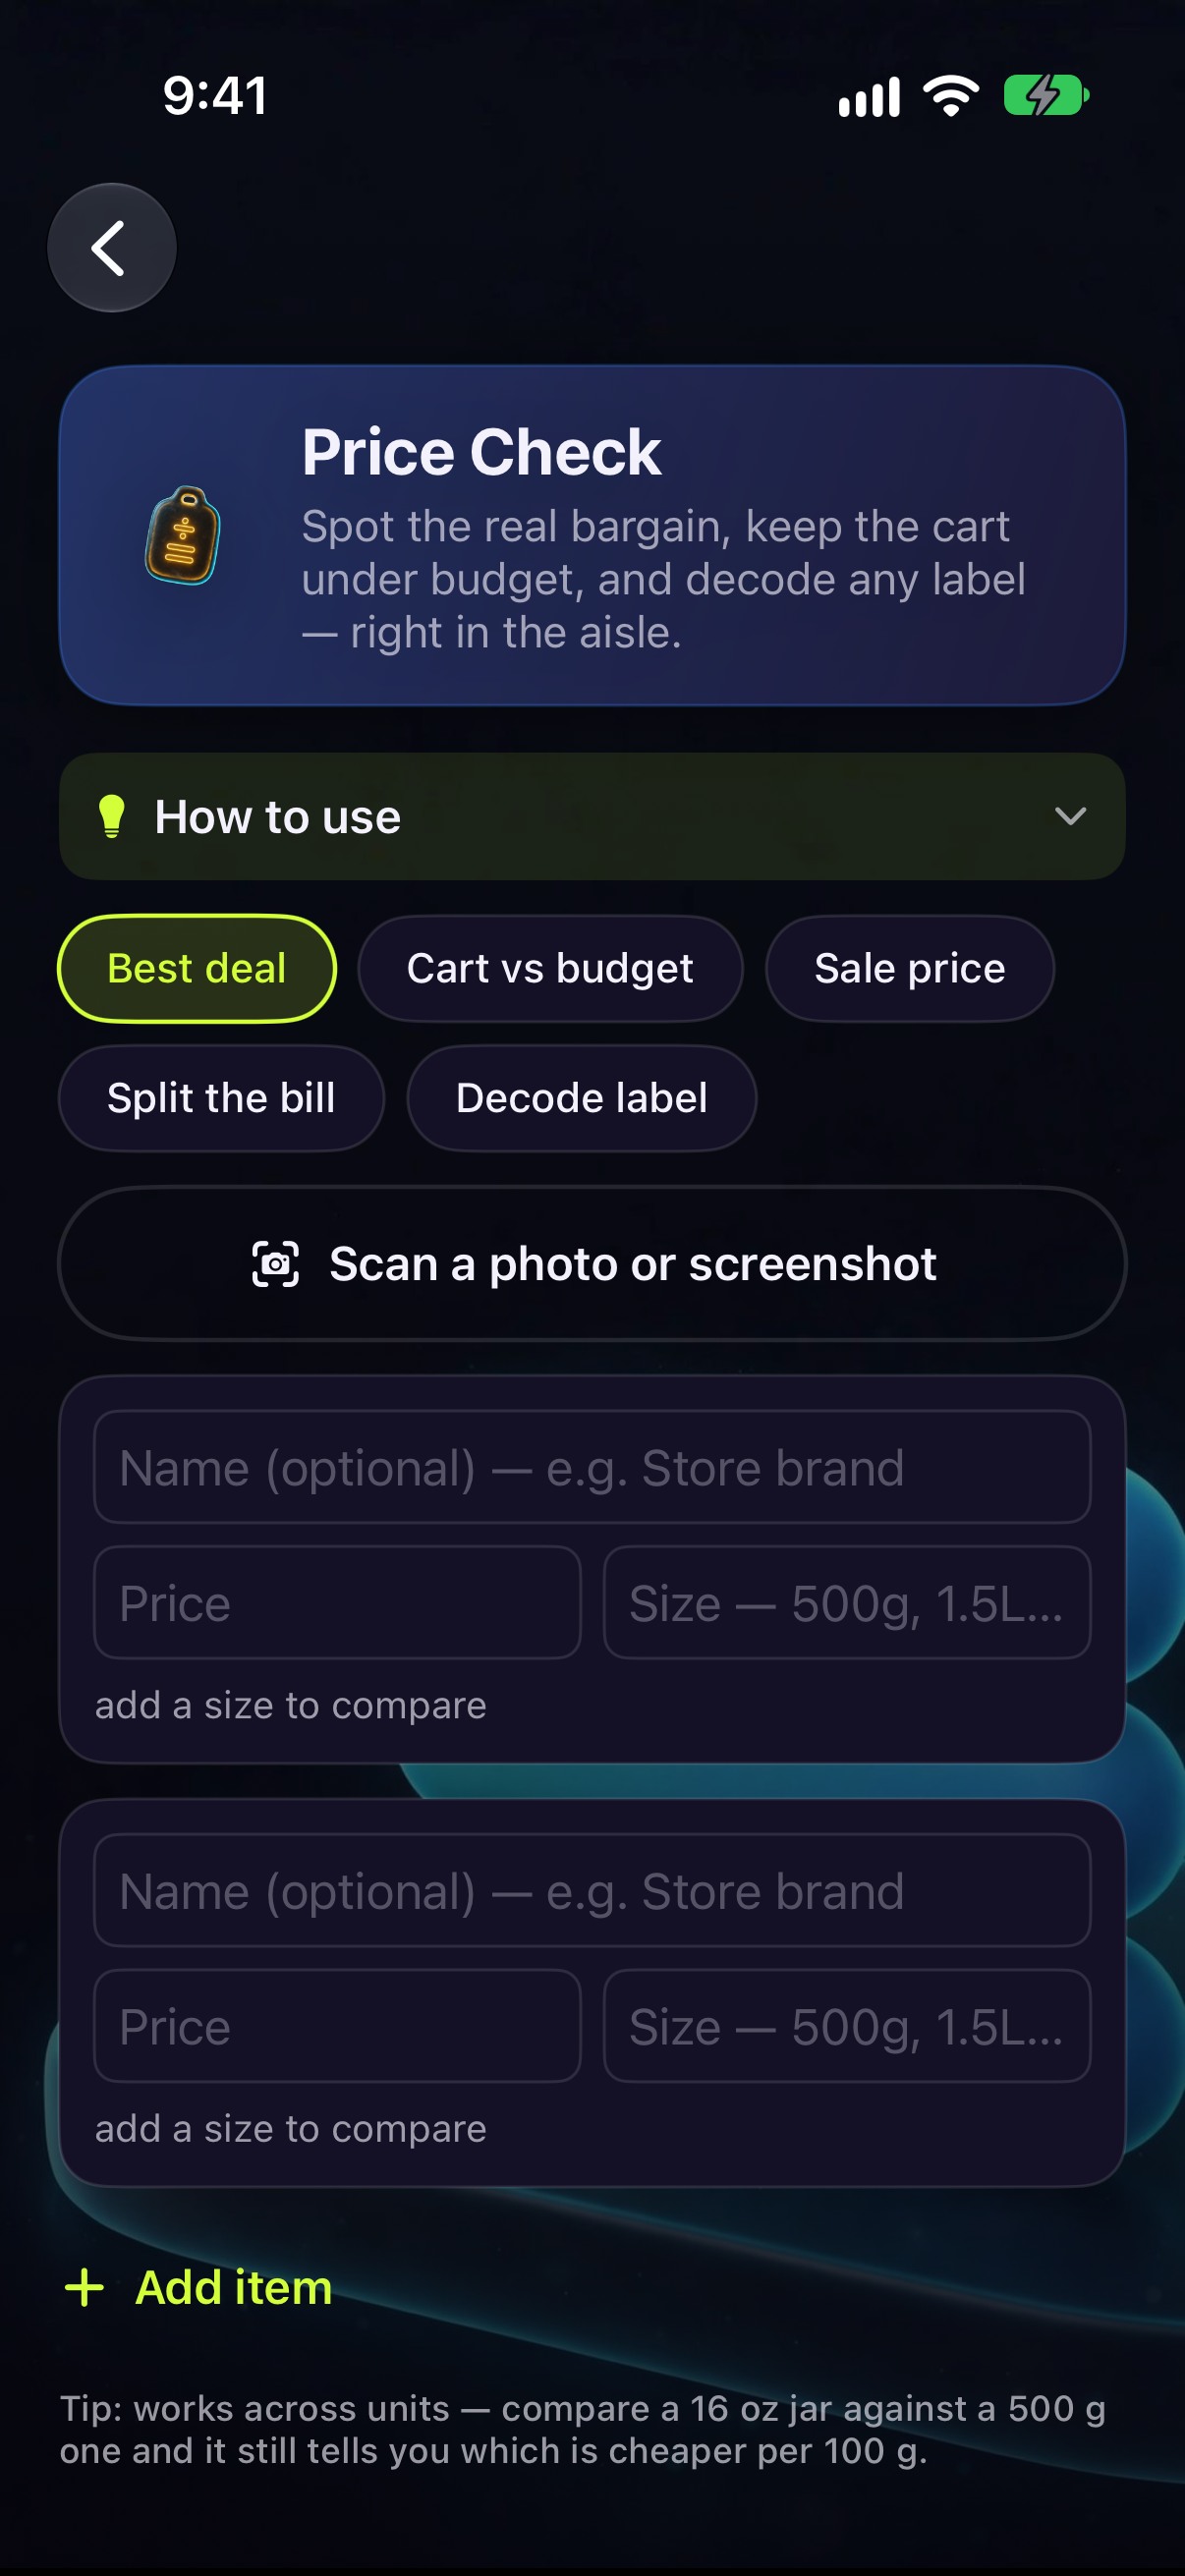 9:41
Price Check
Spot the real bargain, keep the cart
under budget, and decode any label
— right in the aisle.
How to use
Best deal
Cart vs budget
Sale price
Split the bill
Decode label
Scan a photo or screenshot
Name (optional) — e.g. Store brand
Price
Size — 500g, 1.5L...
add a size to compare
Name (optional) — e.g. Store brand
Price
Size — 500g, 1.5L...
add a size to compare
+ Add item
Tip: works across units — compare a 16 oz jar against a 500 g
one and it still tells you which is cheaper per 100 g.